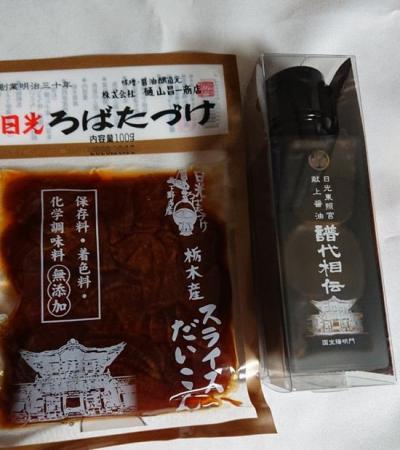 創業明治三十年
味噌・醤油醸造元
株式会社 樋山昌一商店
日光 ろばたづけ
内容量100g
日光
保存料・着色料・
化学調味料 無添加
栃木産
スライス
だいこん
日光東照宮
献上醤油
譜代相伝
国宝陽明門